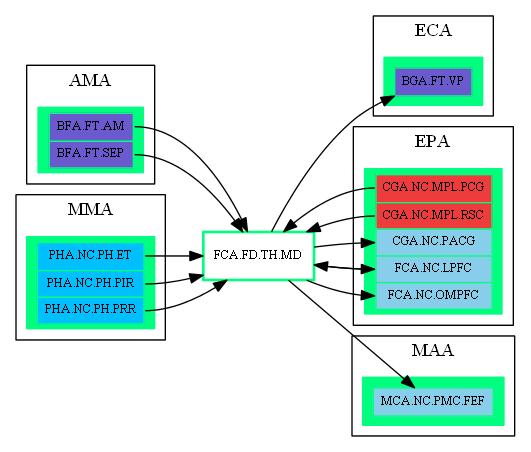 ECA
BGA.FT.VP
AMA
BFA.FT.AM
BFA.FT.SEP
EPA
CGA.NC.MPL.PCG
CGA.NC.MPL.RSC
CGA.NC.PACG
FCA.NC.LPFC
FCA.NC.OMPFC
MMA
PHA.NC.PH.ET
PHA.NC.PH.PIR
PHA.NC.PH.PRR
FCA.FD.TH.MD
MAA
MCA.NC.PMC.FEF